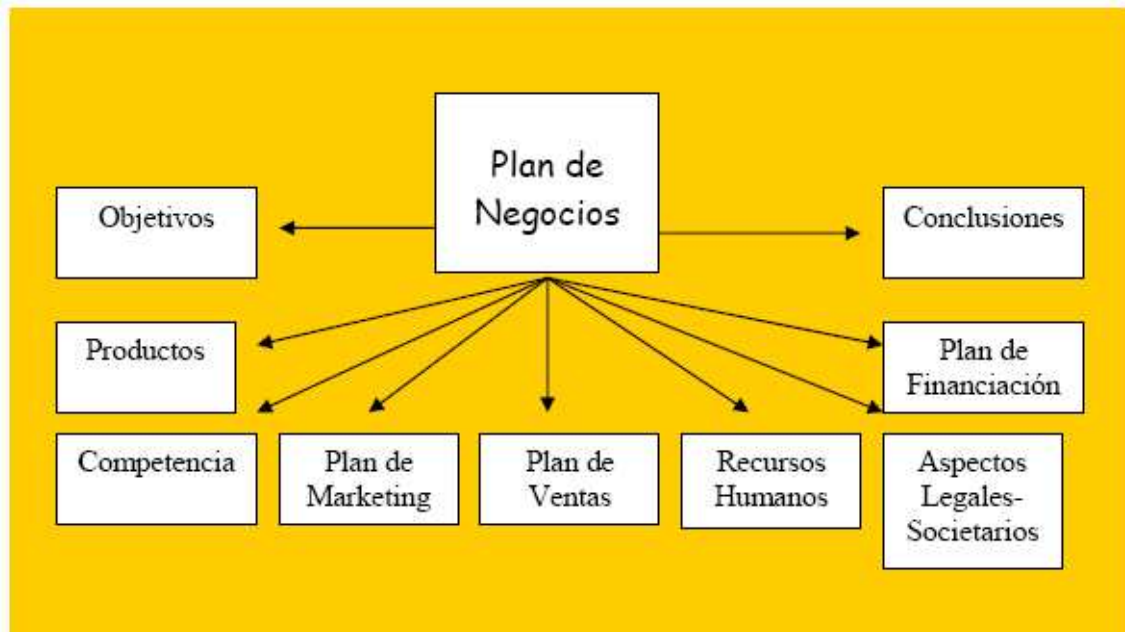 Plan de
Negocios
Objetivos
Conclusiones
Productos
Plan de
Financiación
Competencia
Plan de
Marketing
Plan de
Ventas
Recursos
Humanos
Aspectos
Legales-
Societarios